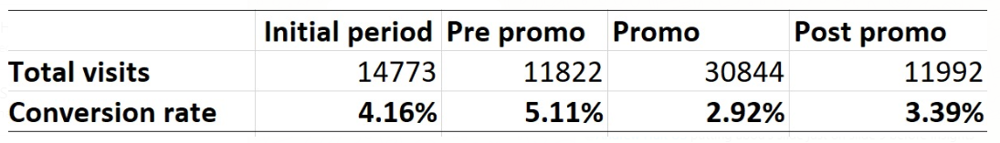 Initial period Pre promo Promo Post promo
Total visits 14773 11822 30844 11992
Conversion rate 4.16% 5.11% 2.92% 3.39%